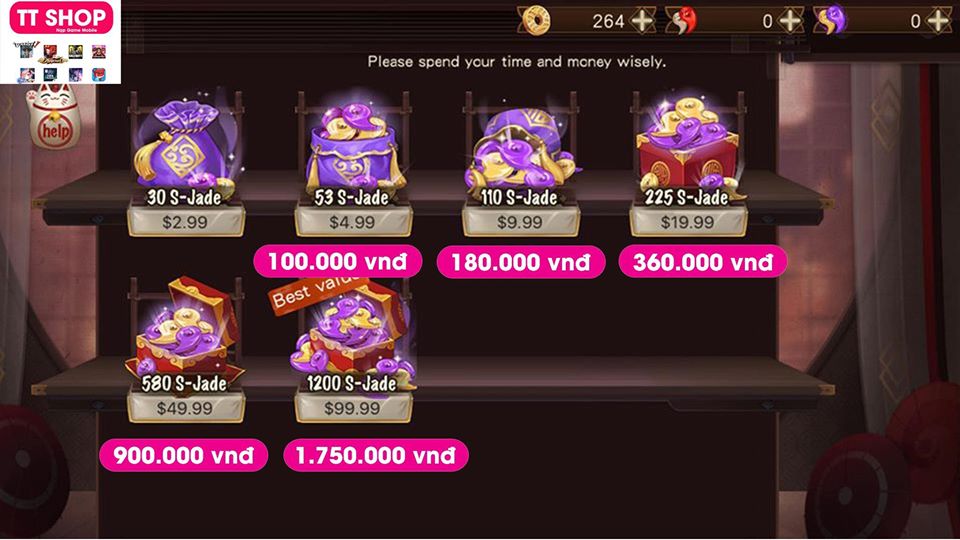 TT SHOP
Nạp Game Mobile
264
0
0
Please spend your time and money wisely.
help
30 S-Jade
53 S-Jade
110 S-Jade
225 S-Jade
$2.99
$4.99
$9.99
$19.99
100.000 vnđ
180.000 vnđ
360.000 vnđ
Best value
580 S-Jade
1200 S-Jade
$49.99
$99.99
900.000 vnđ
1.750.000 vnđ